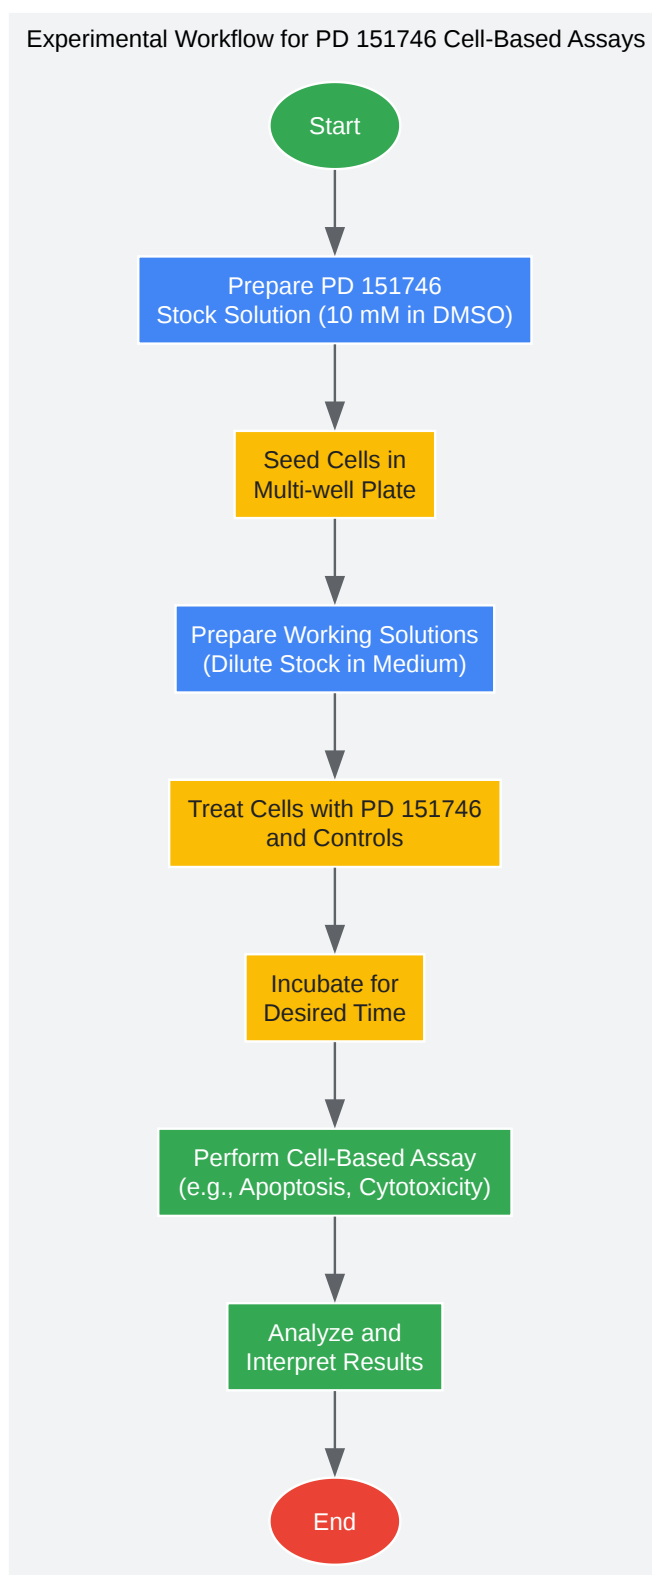 Experimental Workflow for PD 151746 Cell-Based Assays
Start
Prepare PD 151746
Stock Solution (10 mM in DMSO)
Seed Cells in
Multi-well Plate
Prepare Working Solutions
(Dilute Stock in Medium)
Treat Cells with PD 151746
and Controls
Incubate for
Desired Time
Perform Cell-Based Assay
(e.g., Apoptosis, Cytotoxicity)
Analyze and
Interpret Results
End